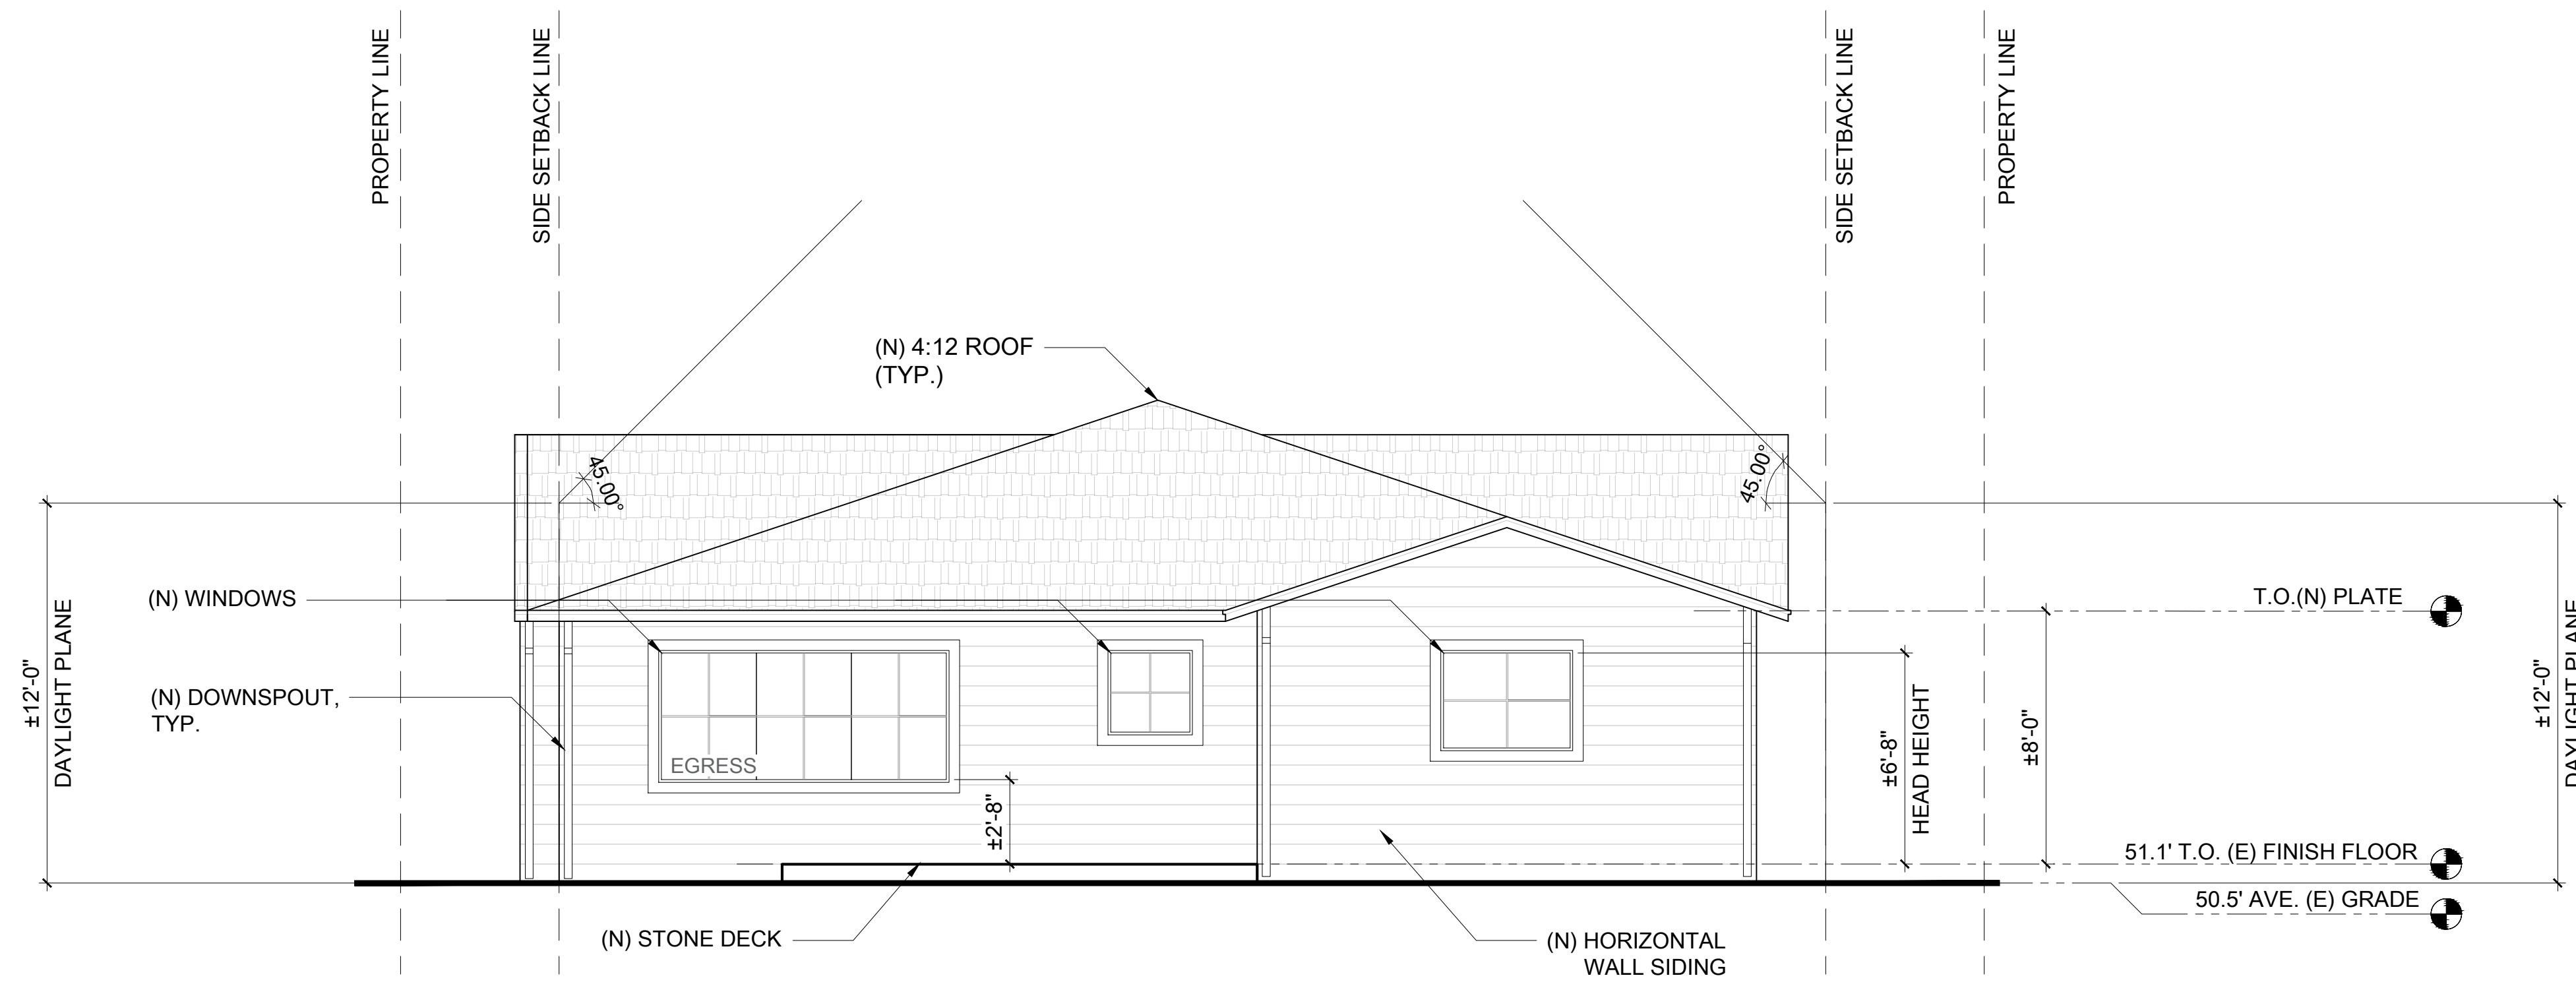 PROPERTY LINE
SIDE SETBACK LINE
SIDE SETBACK LINE
PROPERTY LINE
(N) 4:12 ROOF
(TYP.)
45.00°
45.00°
(N) WINDOWS
T.O.(N) PLATE
±12'-0"
DAYLIGHT PLANE
(N) DOWNSPOUT,
TYP.
EGRESS
±2'-8"
±6'-8"
HEAD HEIGHT
±8'-0"
±12'-0"
DAYLIGHT PLANE
51.1' T.O. (E) FINISH FLOOR
50.5' AVE. (E) GRADE
(N) STONE DECK
(N) HORIZONTAL
WALL SIDING